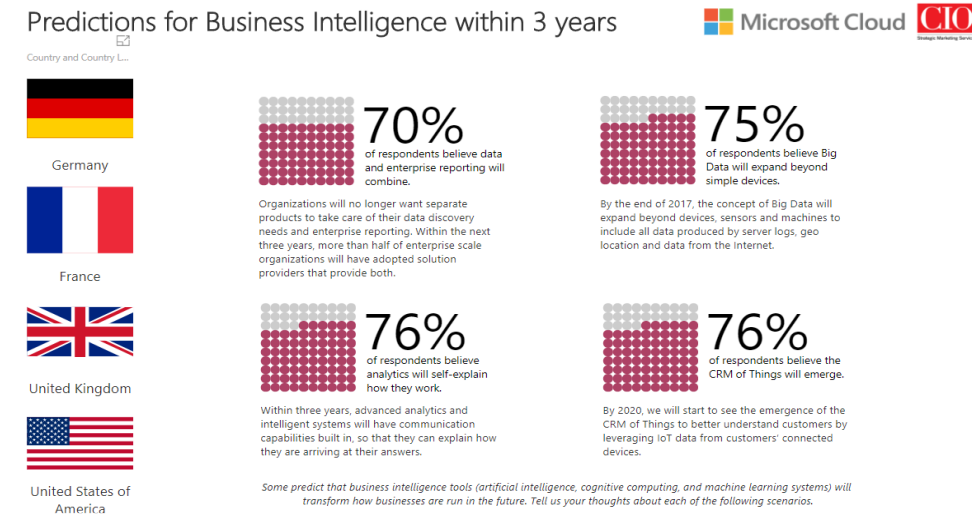 Predictions for Business Intelligence within 3 years
Microsoft Cloud
CIO
Strategic Marketing Services
Country and Country L...
Germany
France
United Kingdom
United States of
America
70%
of respondents believe data
and enterprise reporting will
combine.
Organizations will no longer want separate
products to take care of their data discovery
needs and enterprise reporting. Within the next
three years, more than half of enterprise scale
organizations will have adopted solution
providers that provide both.
75%
of respondents believe Big
Data will expand beyond
simple devices.
By the end of 2017, the concept of Big Data will
expand beyond devices, sensors and machines to
include all data produced by server logs, geo
location and data from the Internet.
76%
of respondents believe
analytics will self-explain
how they work.
Within three years, advanced analytics and
intelligent systems will have communication
capabilities built in, so that they can explain how
they are arriving at their answers.
76%
of respondents believe the
CRM of Things will emerge.
By 2020, we will start to see the emergence of the
CRM of Things to better understand customers by
leveraging IoT data from customers' connected
devices.
Some predict that business intelligence tools (artificial intelligence, cognitive computing, and machine learning systems) will
transform how businesses are run in the future. Tell us your thoughts about each of the following scenarios.